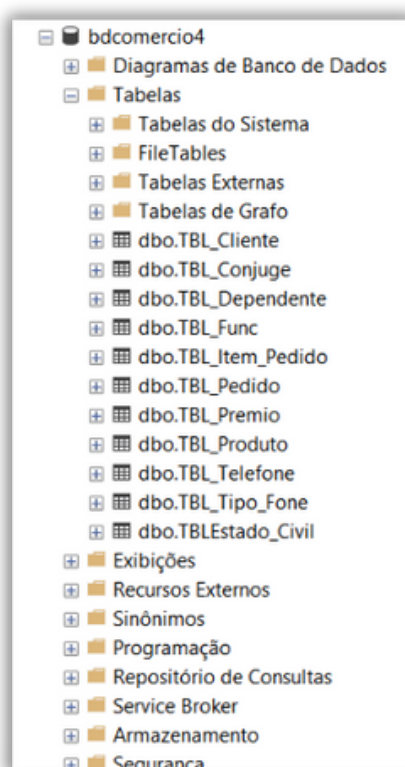 bdcomercio4
Diagramas de Banco de Dados
Tabelas
Tabelas do Sistema
FileTables
Tabelas Externas
Tabelas de Grafo
dbo.TBL_Cliente
dbo.TBL_Conjuge
dbo.TBL_Dependente
dbo.TBL_Func
dbo.TBL_Item_Pedido
dbo.TBL_Pedido
dbo.TBL_Premio
dbo.TBL_Produto
dbo.TBL_Telefone
dbo.TBL_Tipo_Fone
dbo.TBLEstado_Civil
Exibições
Recursos Externos
Sinônimos
Programação
Repositório de Consultas
Service Broker
Armazenamento
Segurança